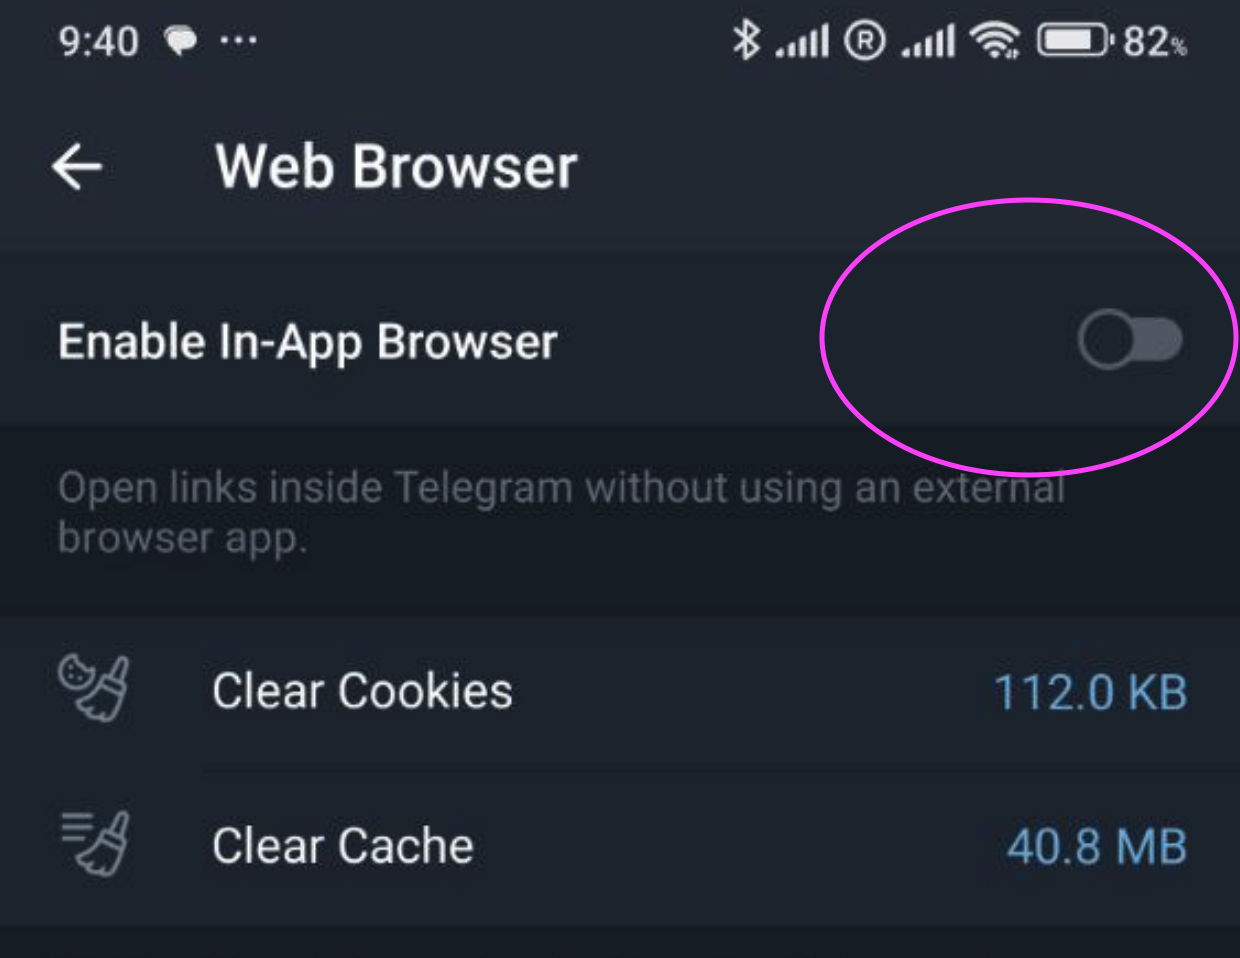 9:40 ... ® 82%
Web Browser
Enable In-App Browser
Open links inside Telegram without using an external
browser app.
Clear Cookies 112.0 KB
Clear Cache 40.8 MB